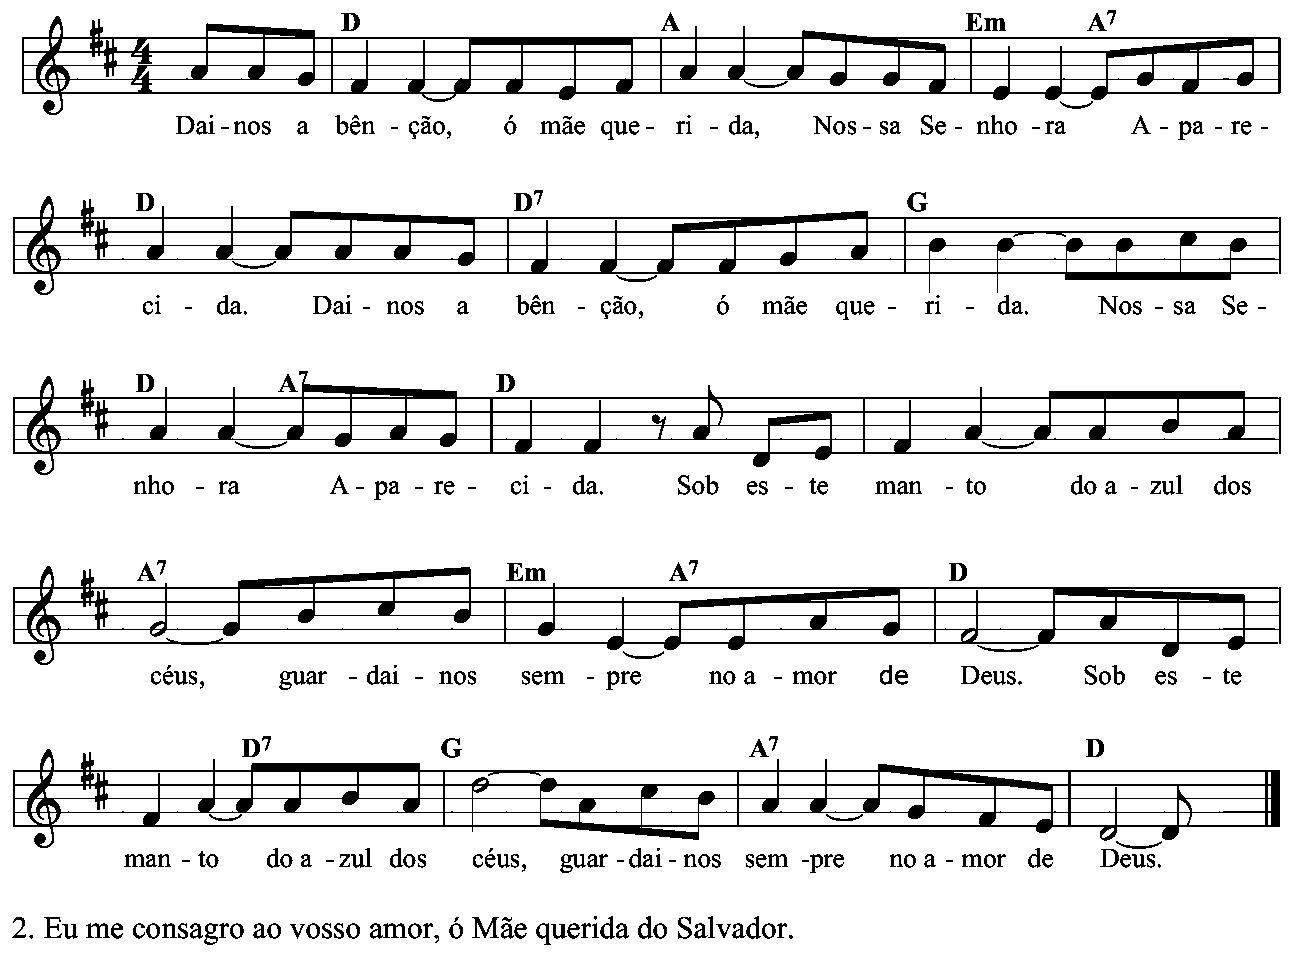 D A Em A7
4/4
Dai-nos a bên-ção, ó mãe que-ri-da, Nos-sa Se-nho-ra A-pa-re-
D D7 G
ci-da. Dai-nos a bên-ção, ó mãe que-ri-da. Nos-sa Se-
D A7 D
nho-ra A-pa-re-ci-da. Sob es-te man-to do a-zul dos
A7 Em A7 D
céus, guar-dai-nos sem-pre no a-mor de Deus. Sob es-te
D7 G A7 D
man-to do a-zul dos céus, guar-dai-nos sem-pre no a-mor de Deus.
2. Eu me consagro ao vosso amor, ó Mãe querida do Salvador.